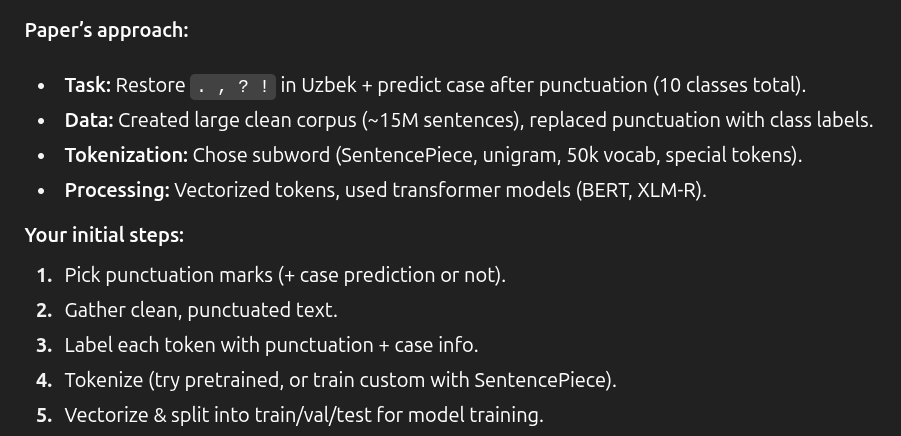 Paper’s approach:
• Task: Restore . , ? ! in Uzbek + predict case after punctuation (10 classes total).
• Data: Created large clean corpus (~15M sentences), replaced punctuation with class labels.
• Tokenization: Chose subword (SentencePiece, unigram, 50k vocab, special tokens).
• Processing: Vectorized tokens, used transformer models (BERT, XLM-R).
Your initial steps:
1. Pick punctuation marks (+ case prediction or not).
2. Gather clean, punctuated text.
3. Label each token with punctuation + case info.
4. Tokenize (try pretrained, or train custom with SentencePiece).
5. Vectorize & split into train/val/test for model training.